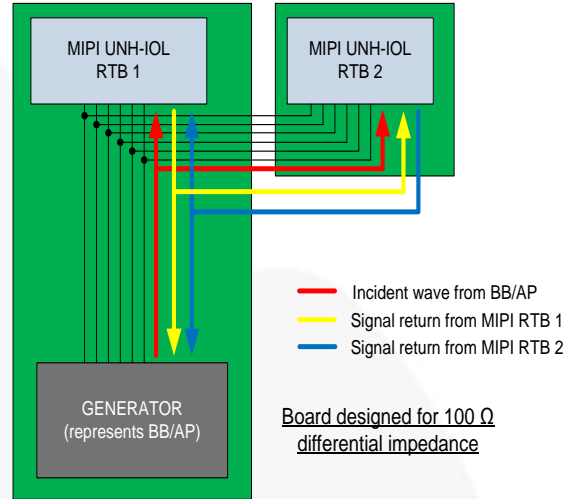 MIPI UNH-IOL
RTB 1
MIPI UNH-IOL
RTB 2
Incident wave from BB/AP
Signal return from MIPI RTB 1
Signal return from MIPI RTB 2
GENERATOR
(represents BB/AP)
Board designed for 100 Ω
differential impedance